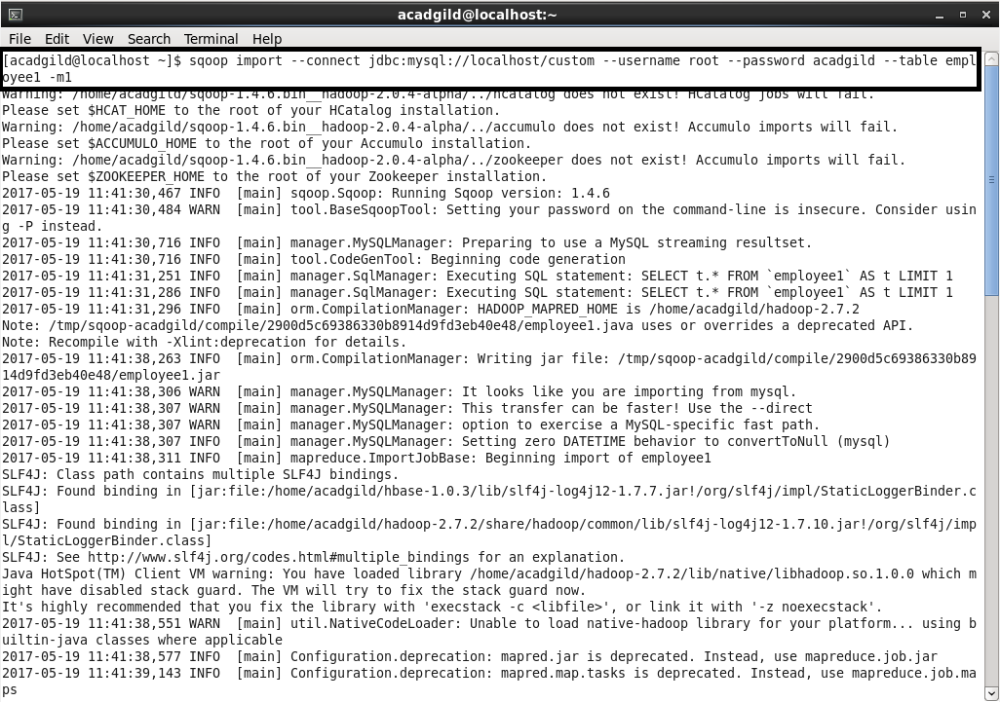 acadgild@localhost:~
File Edit View Search Terminal Help
[acadgild@localhost ~]$ sqoop import --connect jdbc:mysql://localhost/custom --username root --password acadgild --table empl
oyee1 -m1
Warning: /home/acadgild/sqoop-1.4.6.bin__hadoop-2.0.4-alpha/../hcatalog does not exist! HCatalog jobs will fail.
Please set $HCAT_HOME to the root of your HCatalog installation.
Warning: /home/acadgild/sqoop-1.4.6.bin__hadoop-2.0.4-alpha/../accumulo does not exist! Accumulo imports will fail.
Please set $ACCUMULO_HOME to the root of your Accumulo installation.
Warning: /home/acadgild/sqoop-1.4.6.bin__hadoop-2.0.4-alpha/../zookeeper does not exist! Accumulo imports will fail.
Please set $ZOOKEEPER_HOME to the root of your Zookeeper installation.
2017-05-19 11:41:30,467 INFO  [main] sqoop.Sqoop: Running Sqoop version: 1.4.6
2017-05-19 11:41:30,484 WARN  [main] tool.BaseSqoopTool: Setting your password on the command-line is insecure. Consider usin
g -P instead.
2017-05-19 11:41:30,716 INFO  [main] manager.MySQLManager: Preparing to use a MySQL streaming resultset.
2017-05-19 11:41:30,716 INFO  [main] tool.CodeGenTool: Beginning code generation
2017-05-19 11:41:31,251 INFO  [main] manager.SqlManager: Executing SQL statement: SELECT t.* FROM `employee1` AS t LIMIT 1
2017-05-19 11:41:31,286 INFO  [main] manager.SqlManager: Executing SQL statement: SELECT t.* FROM `employee1` AS t LIMIT 1
2017-05-19 11:41:31,296 INFO  [main] orm.CompilationManager: HADOOP_MAPRED_HOME is /home/acadgild/hadoop-2.7.2
Note: /tmp/sqoop-acadgild/compile/2900d5c69386330b8914d9fd3eb40e48/employee1.java uses or overrides a deprecated API.
Note: Recompile with -Xlint:deprecation for details.
2017-05-19 11:41:38,263 INFO  [main] orm.CompilationManager: Writing jar file: /tmp/sqoop-acadgild/compile/2900d5c69386330b89
14d9fd3eb40e48/employee1.jar
2017-05-19 11:41:38,306 WARN  [main] manager.MySQLManager: It looks like you are importing from mysql.
2017-05-19 11:41:38,307 WARN  [main] manager.MySQLManager: This transfer can be faster! Use the --direct
2017-05-19 11:41:38,307 WARN  [main] manager.MySQLManager: option to exercise a MySQL-specific fast path.
2017-05-19 11:41:38,307 INFO  [main] manager.MySQLManager: Setting zero DATETIME behavior to convertToNull (mysql)
2017-05-19 11:41:38,311 INFO  [main] mapreduce.ImportJobBase: Beginning import of employee1
SLF4J: Class path contains multiple SLF4J bindings.
SLF4J: Found binding in [jar:file:/home/acadgild/hbase-1.0.3/lib/slf4j-log4j12-1.7.7.jar!/org/slf4j/impl/StaticLoggerBinder.c
lass]
SLF4J: Found binding in [jar:file:/home/acadgild/hadoop-2.7.2/share/hadoop/common/lib/slf4j-log4j12-1.7.10.jar!/org/slf4j/imp
l/StaticLoggerBinder.class]
SLF4J: See http://www.slf4j.org/codes.html#multiple_bindings for an explanation.
Java HotSpot(TM) Client VM warning: You have loaded library /home/acadgild/hadoop-2.7.2/lib/native/libhadoop.so.1.0.0 which m
ight have disabled stack guard. The VM will try to fix the stack guard now.
It's highly recommended that you fix the library with 'execstack -c <libfile>', or link it with '-z noexecstack'.
2017-05-19 11:41:38,551 WARN  [main] util.NativeCodeLoader: Unable to load native-hadoop library for your platform... using b
uiltin-java classes where applicable
2017-05-19 11:41:38,577 INFO  [main] Configuration.deprecation: mapred.jar is deprecated. Instead, use mapreduce.job.jar
2017-05-19 11:41:39,143 INFO  [main] Configuration.deprecation: mapred.map.tasks is deprecated. Instead, use mapreduce.job.ma
ps